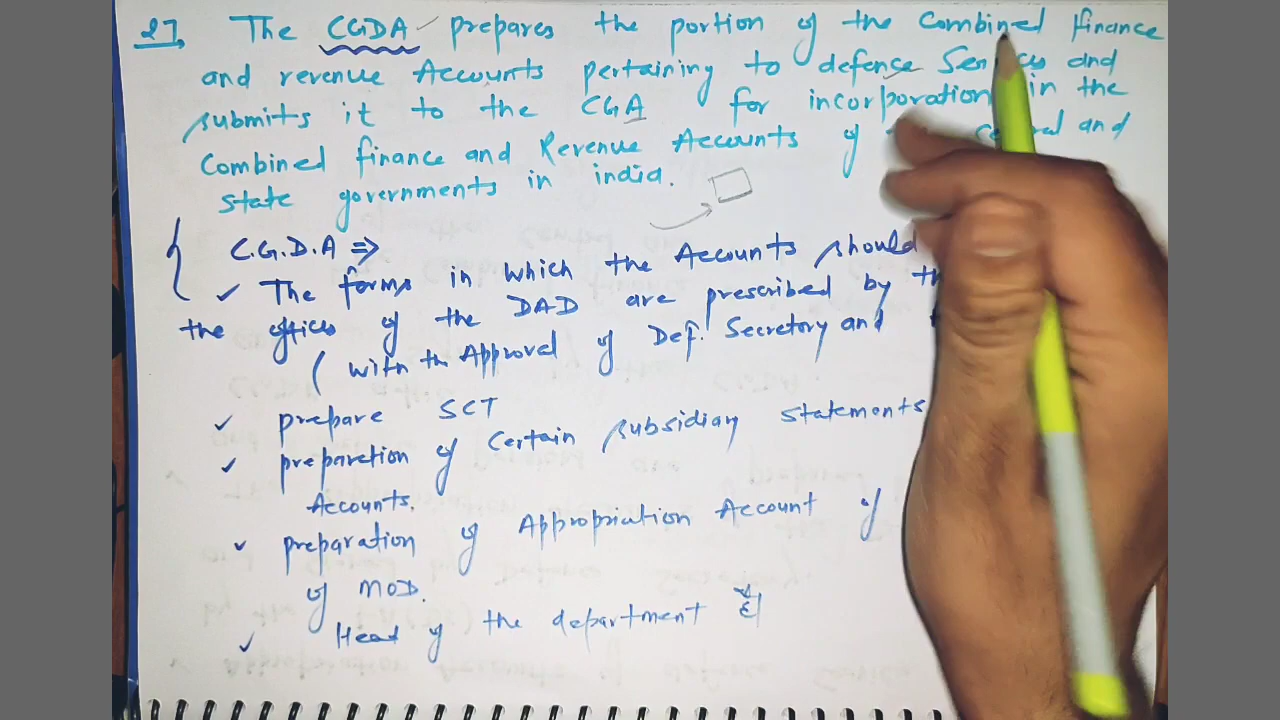 27, The CGDA prepares the portion of the Combined finance
and revenue Accounts pertaining to defense and
submits it to the CGA for incorporation in the
Combined finance and Revenue Accounts of and
State governments in india.
C.G.D.A ⇒
✓ The forms in which the Accounts should
the offices of the DAD are prescribed by
( with the Approval of Def. Secretory and
✓ prepare SCT
✓ preparetion of Certain subsidiary statements
Accounts.
✓ preparation of Appropriation Account of
of MOD.
✓ Head of the department है|